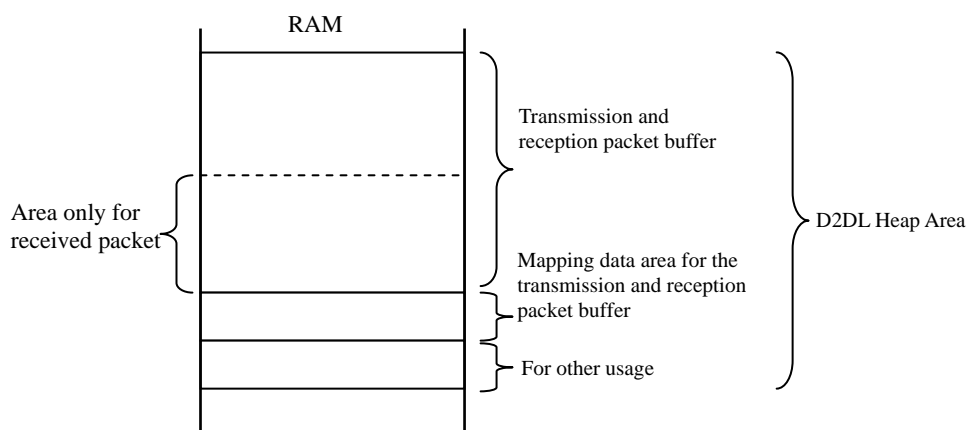 RAM
Transmission and
reception packet buffer
Area only for
received packet
D2DL Heap Area
Mapping data area for the
transmission and reception
packet buffer
For other usage